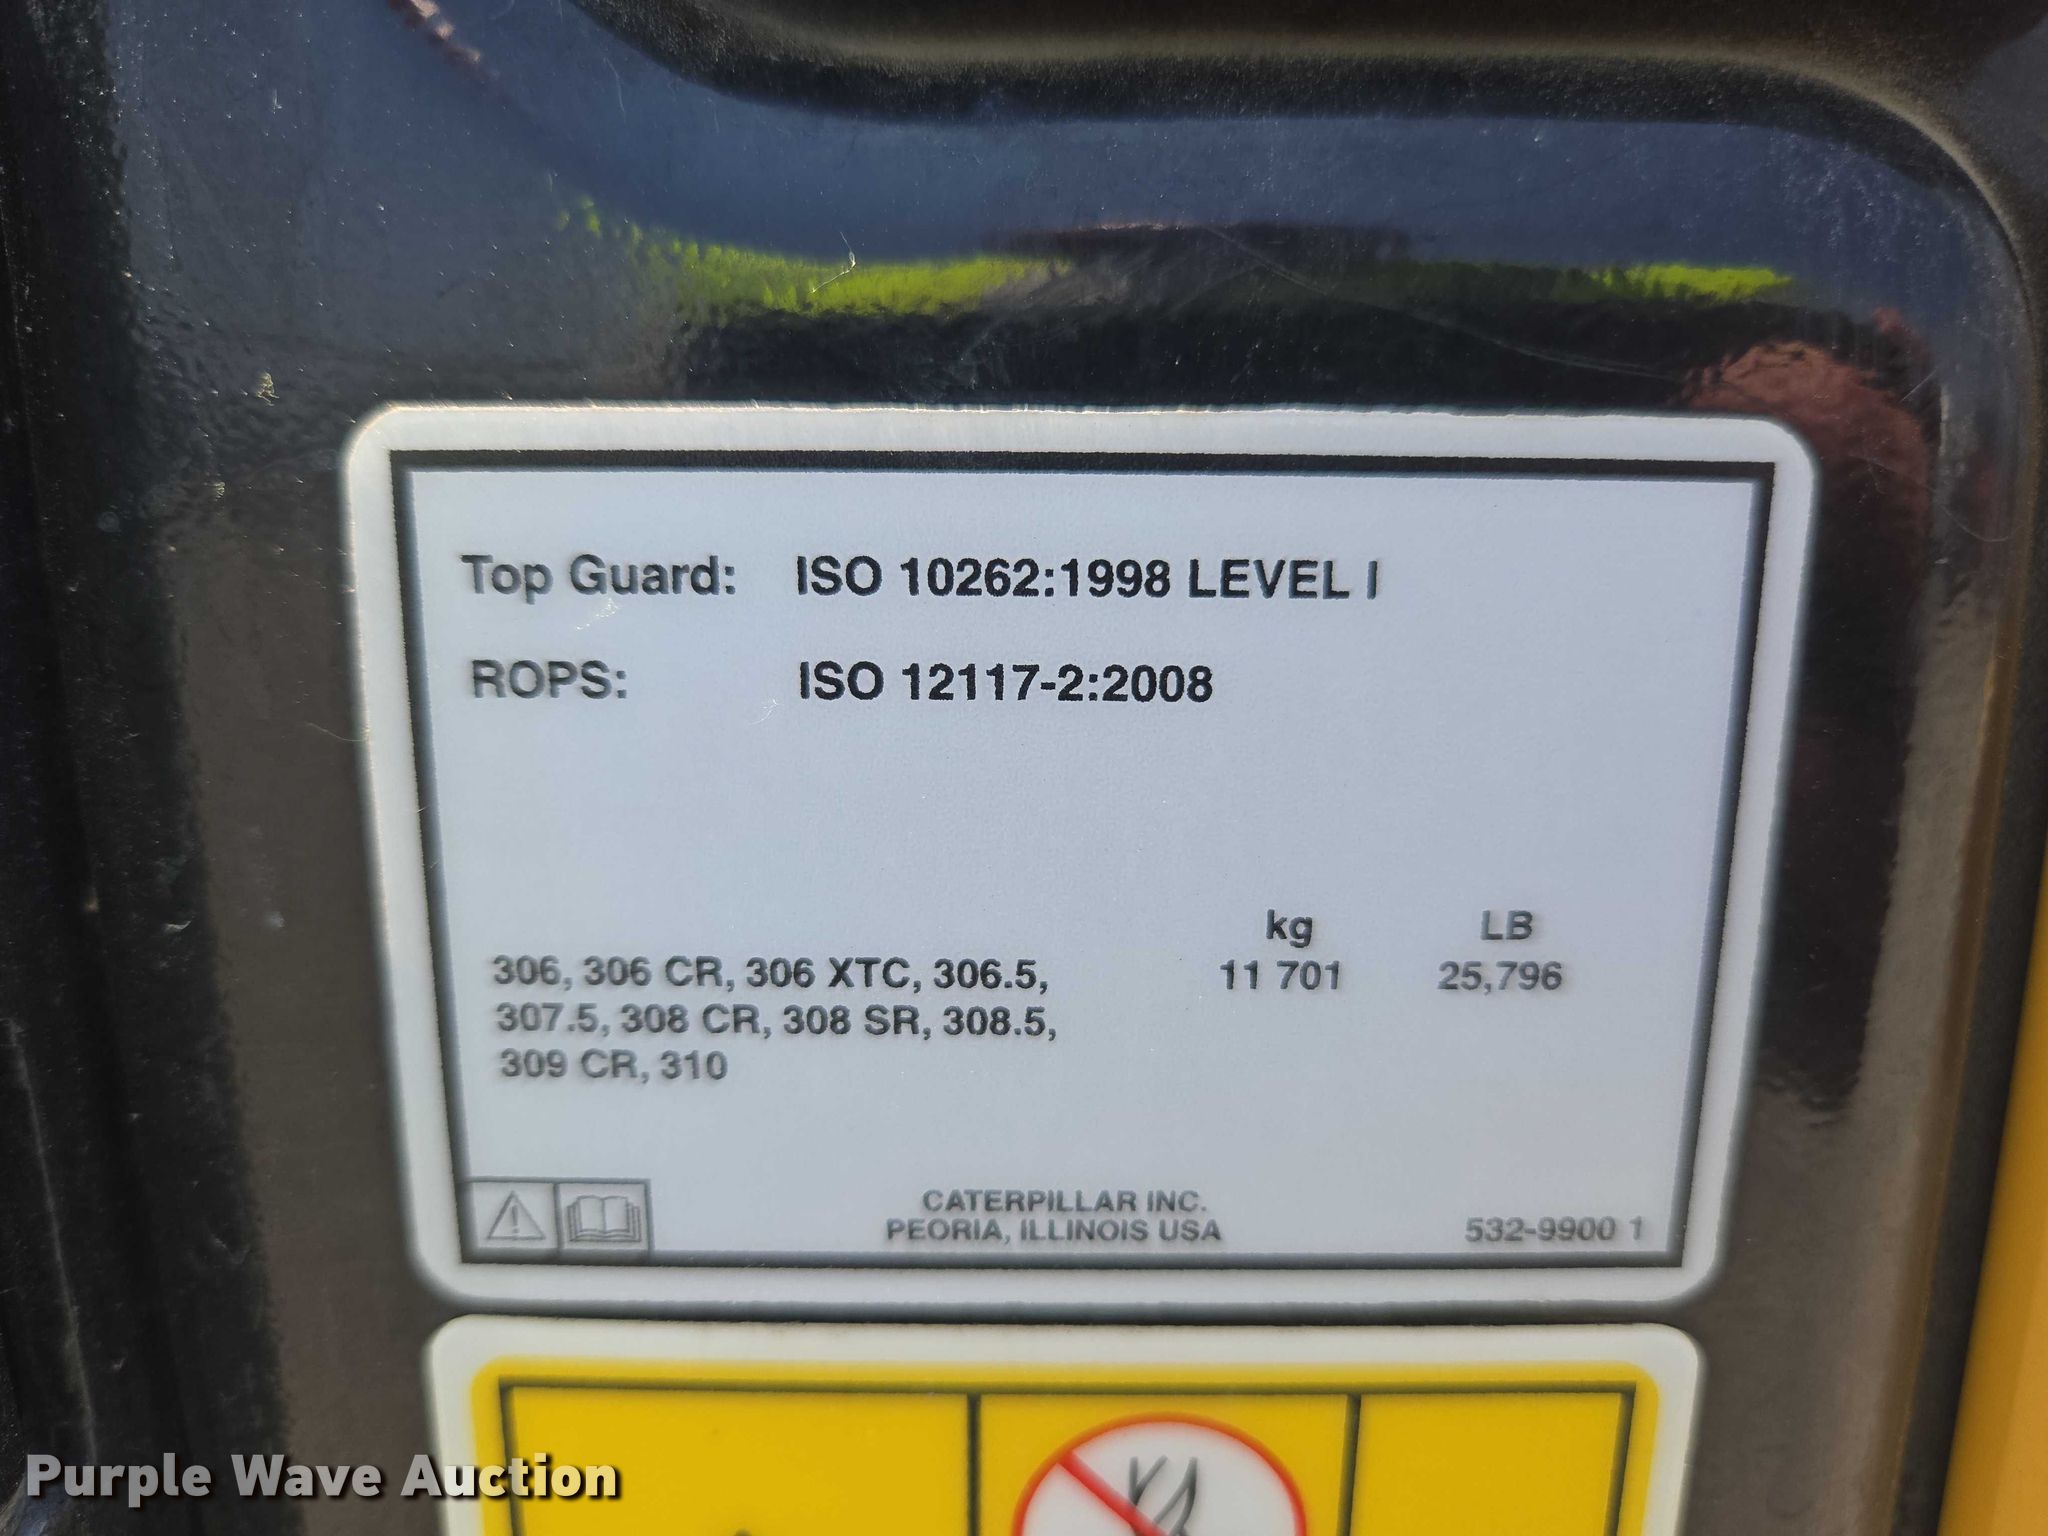 Top Guard: ISO 10262:1998 LEVEL I
ROPS: ISO 12117-2:2008
kg LB
306, 306 CR, 306 XTC, 306.5, 11 701 25,796
307.5, 308 CR, 308 SR, 308.5,
309 CR, 310
CATERPILLAR INC.
PEORIA, ILLINOIS USA 532-9900 1
Purple Wave Auction